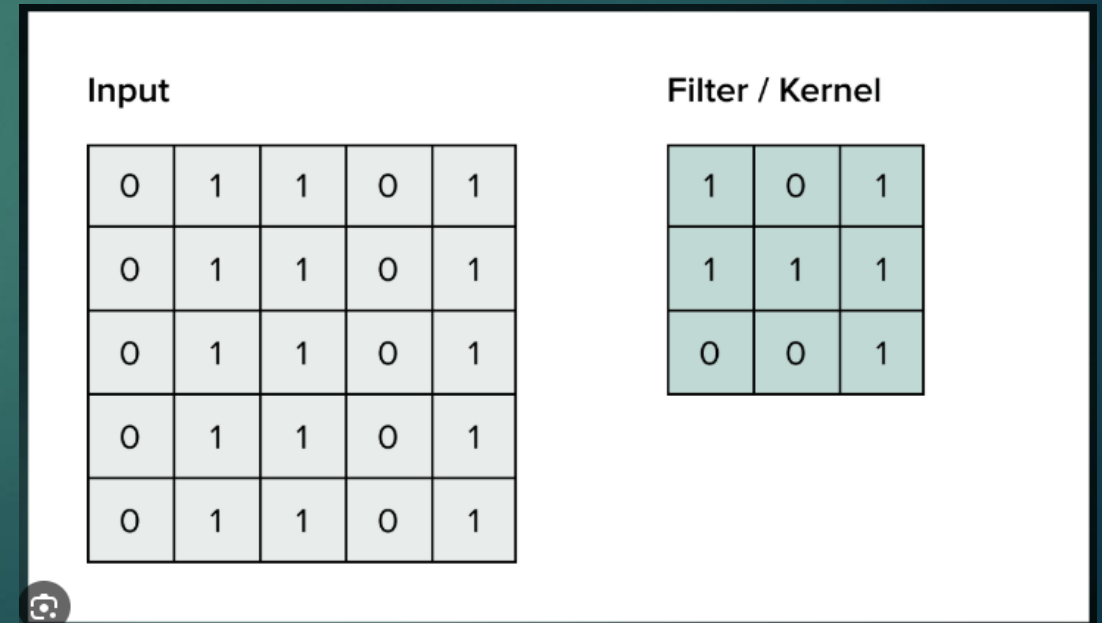 Input Filter / Kernel
0 1 1 0 1 1 0 1
0 1 1 0 1 1 1 1
0 1 1 0 1 0 0 1
0 1 1 0 1
0 1 1 0 1